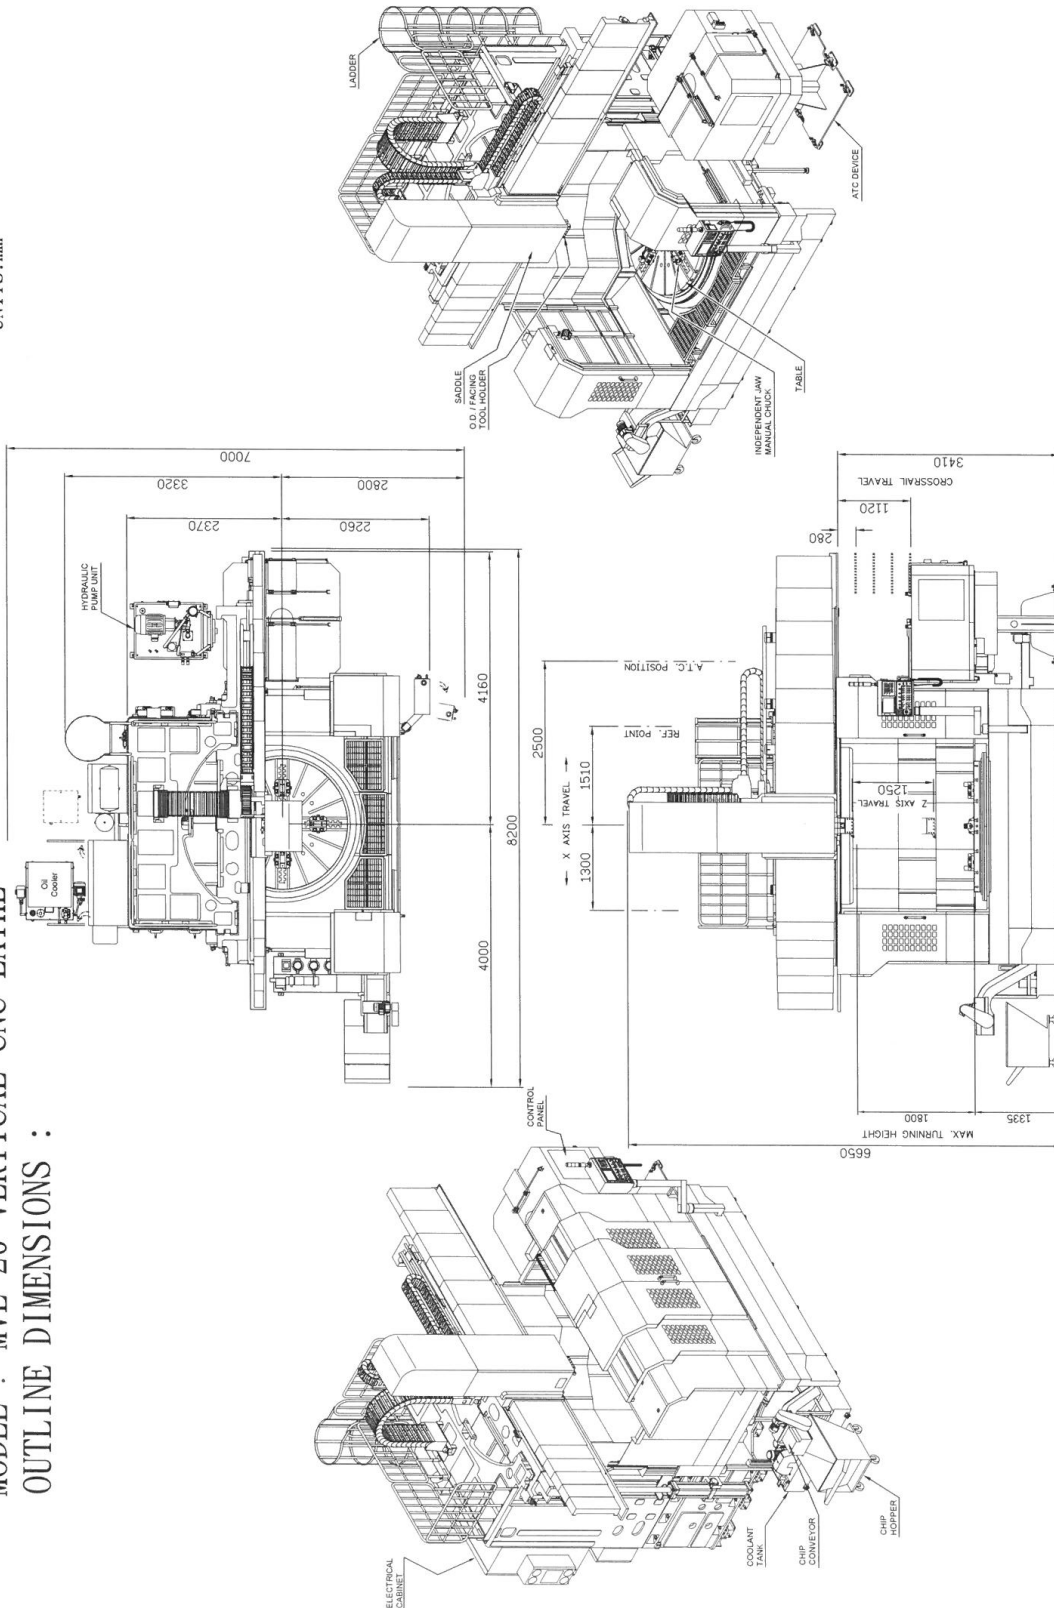 OUTLINE DIMENSIONS :
ELECTRICAL
CABINET
COOLANT
TANK
CHIP
CONVEYOR
CHIP
HOPPER
CONTROL
PANEL
Oil
Cooler
HYDRAULIC
PUMP UNIT
7000
3320
2800
2370
2260
4160
4000
8200
2500
A.T.C. POSITION
REF. POINT
X AXIS TRAVEL
1510
1300
280
1120
CROSSRAIL TRAVEL
3410
1250
Z AXIS TRAVEL
1800
1335
MAX. TURNING HEIGHT
6650
LADDER
SADDLE
O.D. / FACING
TOOL HOLDER
INDEPENDENT JAW
MANUAL CHUCK
TABLE
ATC DEVICE